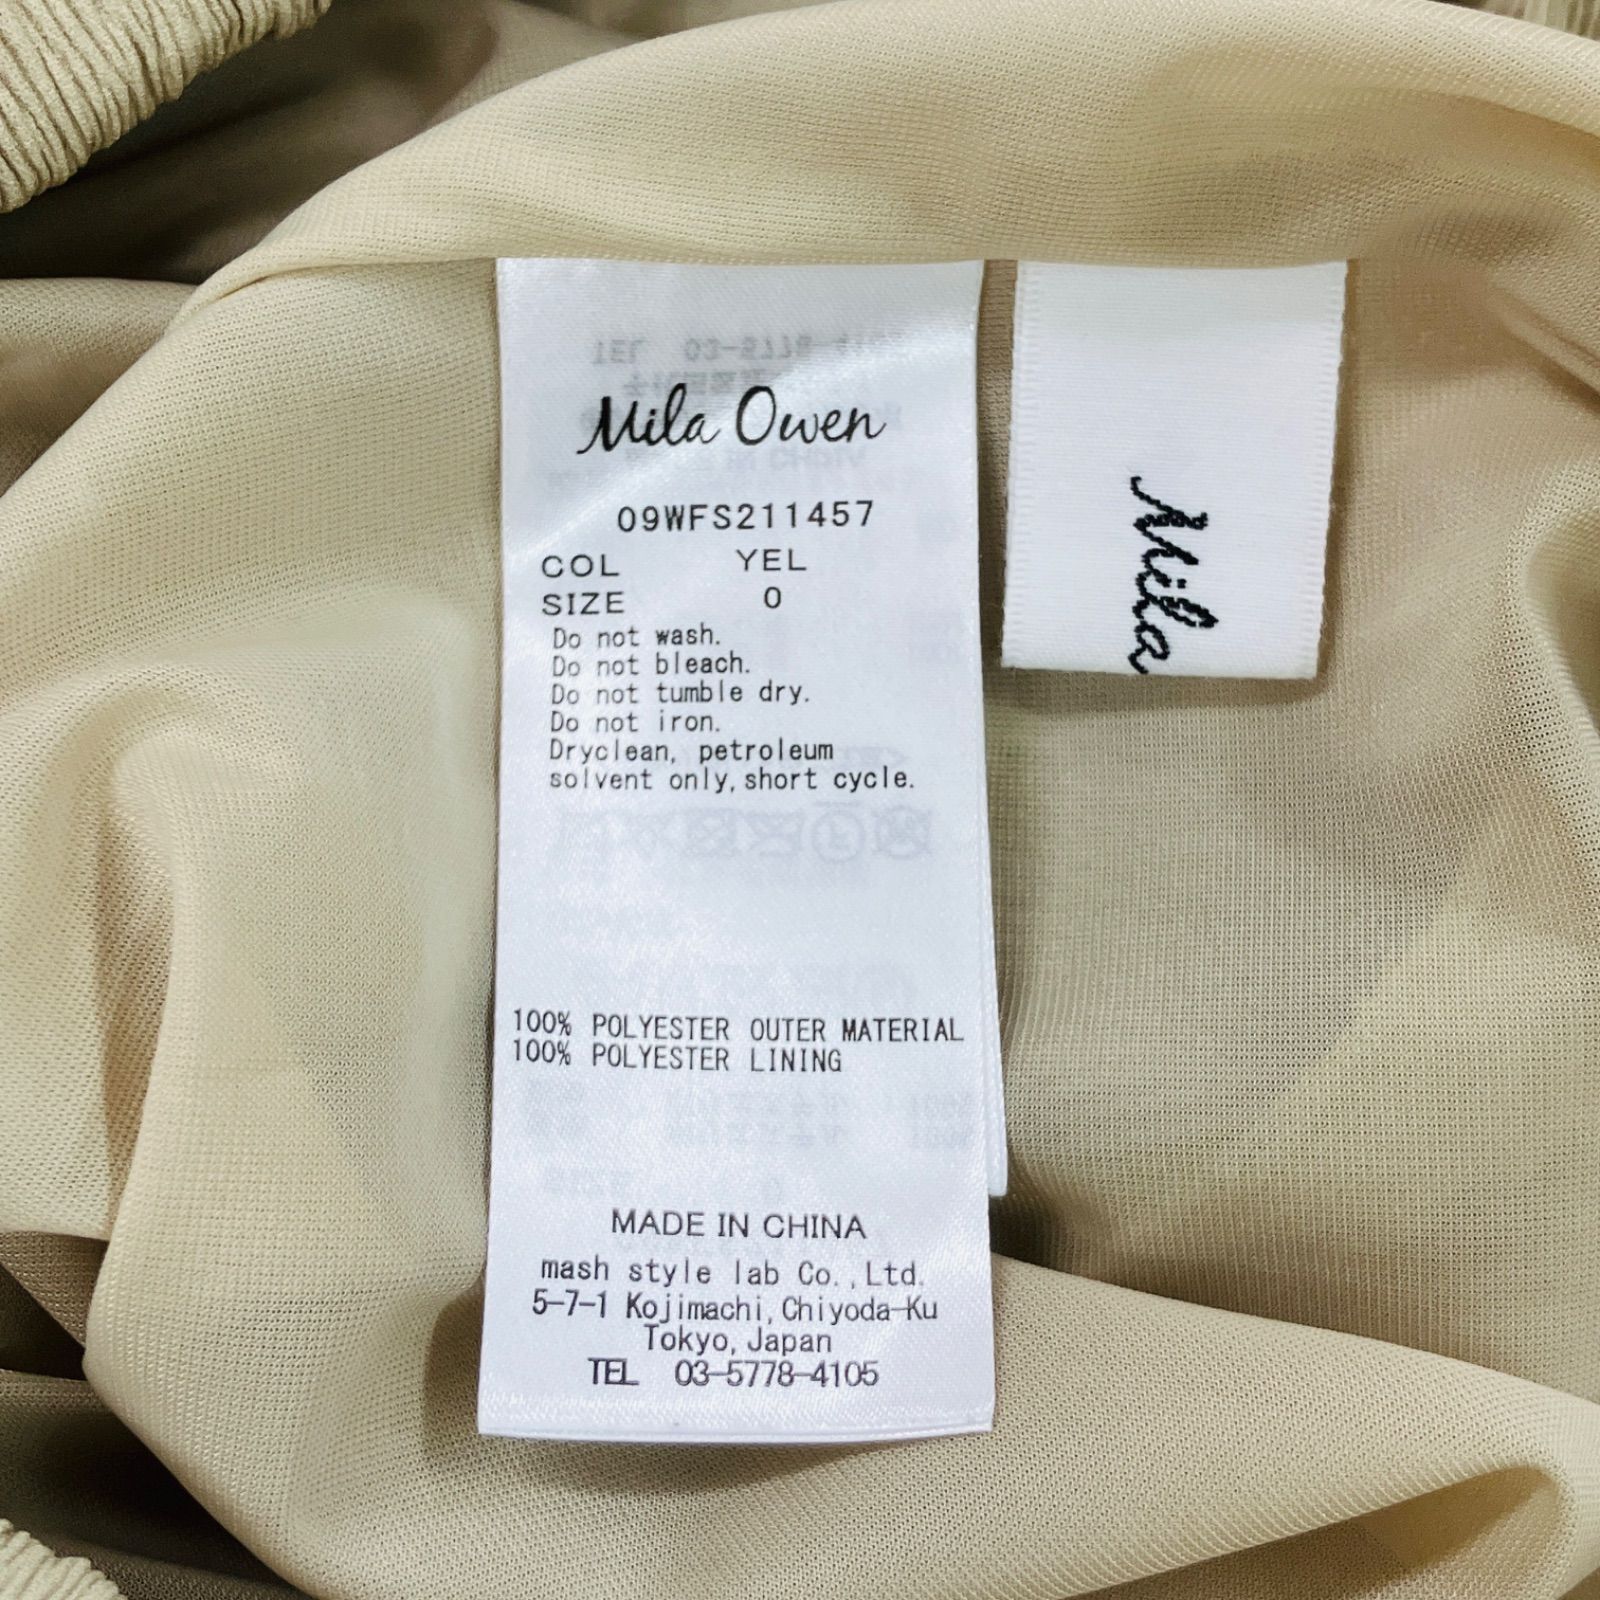 Mila Owen
09WFS211457
COL YEL
SIZE 0
Do not wash.
Do not bleach.
Do not tumble dry.
Do not iron.
Dryclean, petroleum
solvent only, short cycle.
100% POLYESTER OUTER MATERIAL
100% POLYESTER LINING
MADE IN CHINA
mash style lab Co.,Ltd.
5-7-1 Kojimachi, Chiyoda-Ku
Tokyo, Japan
TEL 03-5778-4105
Mila